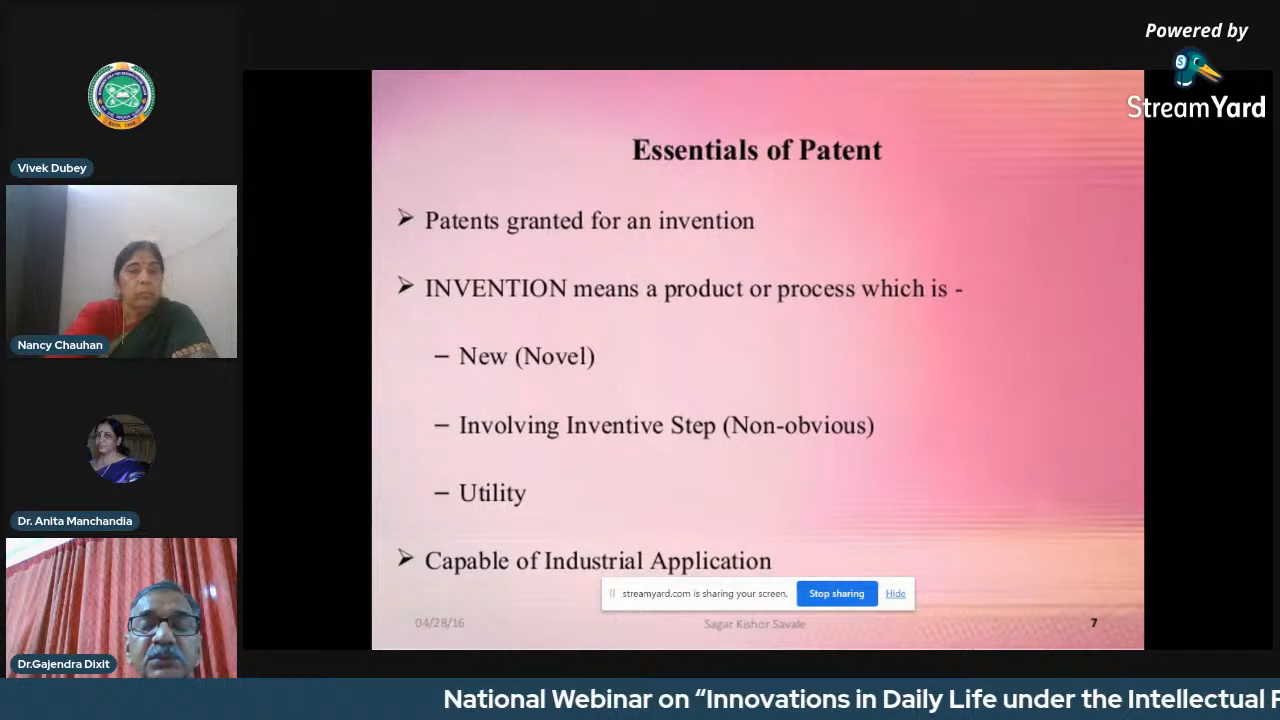 Powered by
StreamYard
Vivek Dubey
Nancy Chauhan
Dr. Anita Manchandia
Dr.Gajendra Dixit
Essentials of Patent
➢ Patents granted for an invention
➢ INVENTION means a product or process which is -
– New (Novel)
– Involving Inventive Step (Non-obvious)
– Utility
➢ Capable of Industrial Application
streamyard.com is sharing your screen. Stop sharing Hide
04/28/16 Sagar Kishor Savale 7
National Webinar on “Innovations in Daily Life under the Intellectual